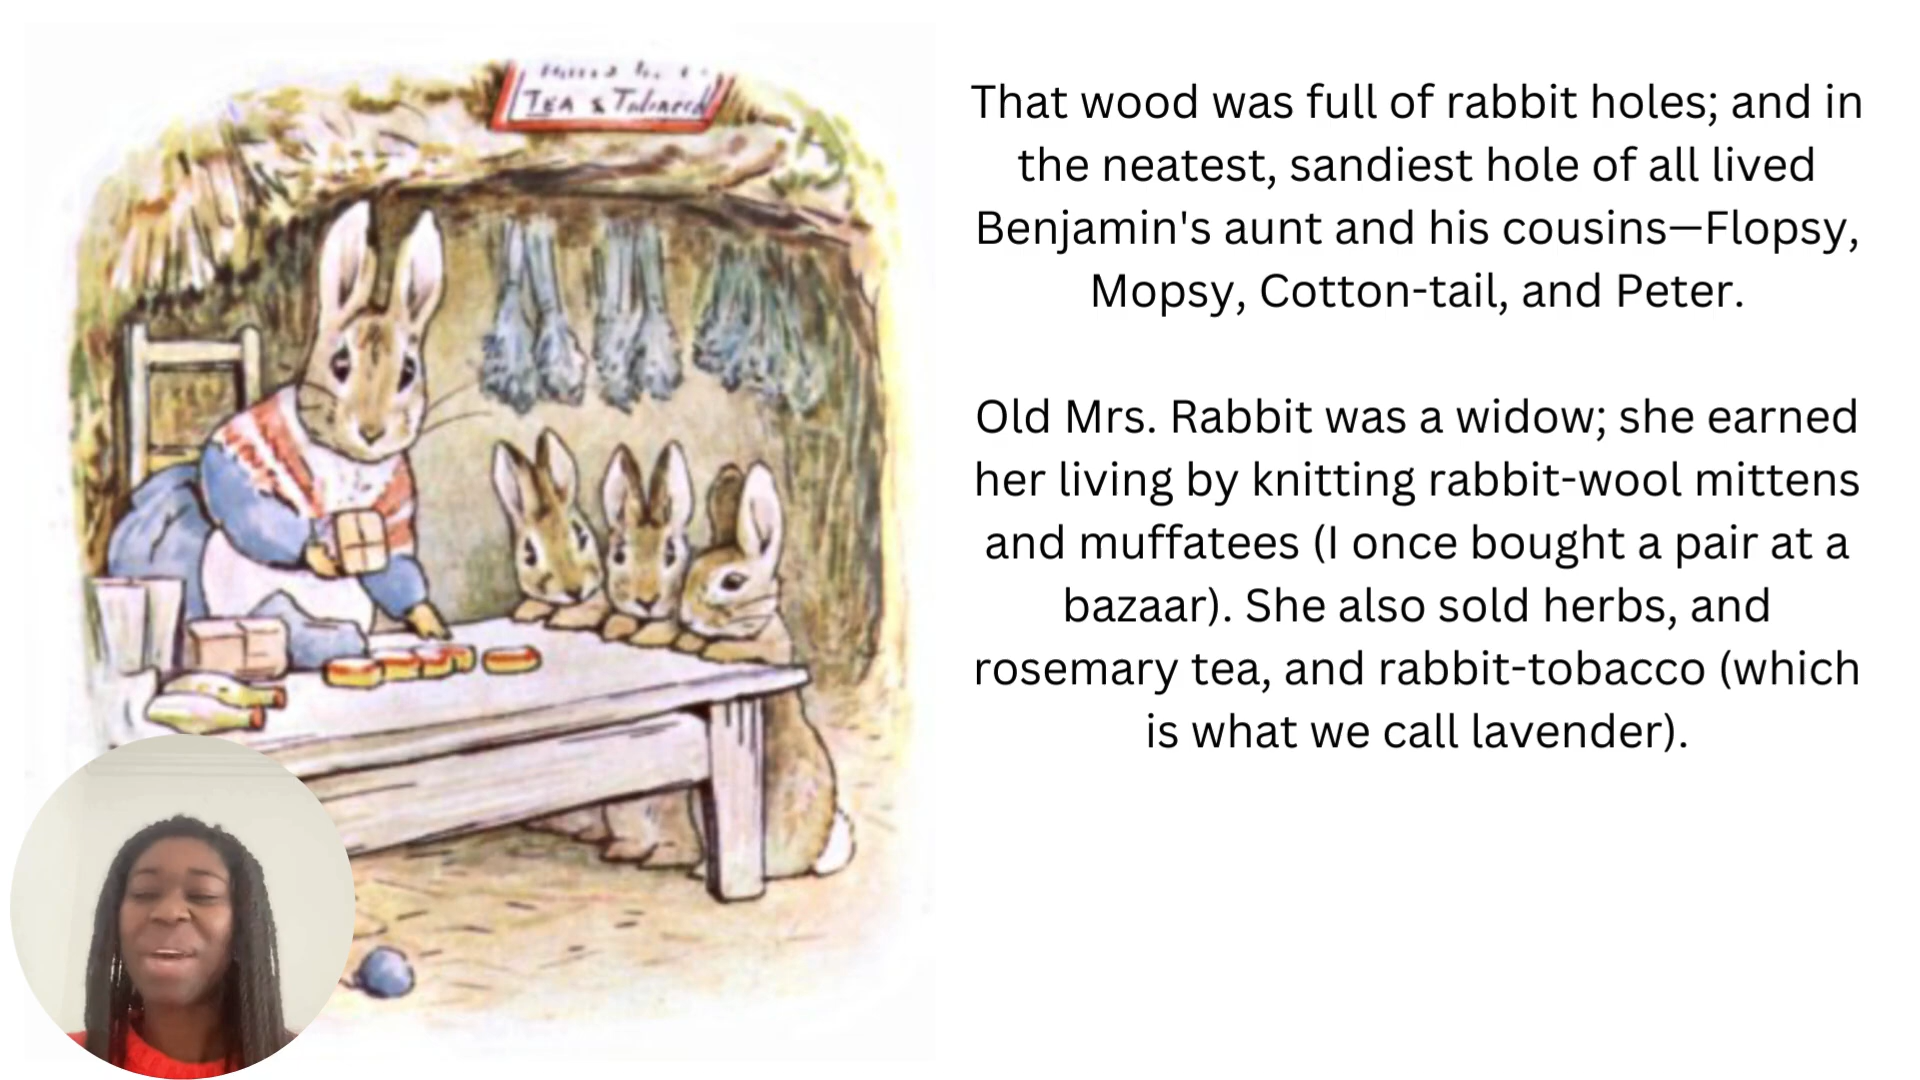 TEA &
That wood was full of rabbit holes; and in
the neatest, sandiest hole of all lived
Benjamin's aunt and his cousins—Flopsy,
Mopsy, Cotton-tail, and Peter.
Old Mrs. Rabbit was a widow; she earned
her living by knitting rabbit-wool mittens
and muffatees (I once bought a pair at a
bazaar). She also sold herbs, and
rosemary tea, and rabbit-tobacco (which
is what we call lavender).